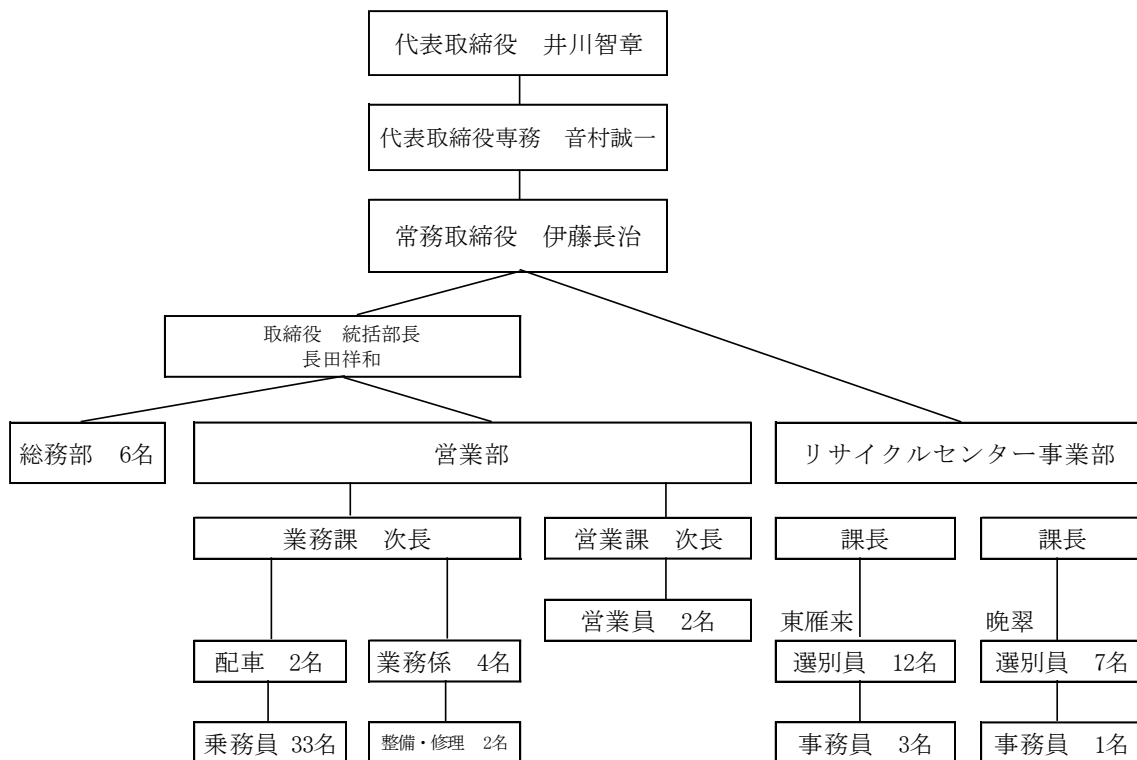 代表取締役　井川智章
代表取締役専務　音村誠一
常務取締役　伊藤長治
取締役　統括部長
長田祥和
総務部　6名
営業部
リサイクルセンター事業部
業務課　次長
営業課　次長
課長
課長
営業員　2名
東雁来
晩翠
配車　2名
業務係　4名
選別員　12名
選別員　7名
乗務員 33名
整備・修理　2名
事務員　3名
事務員　1名